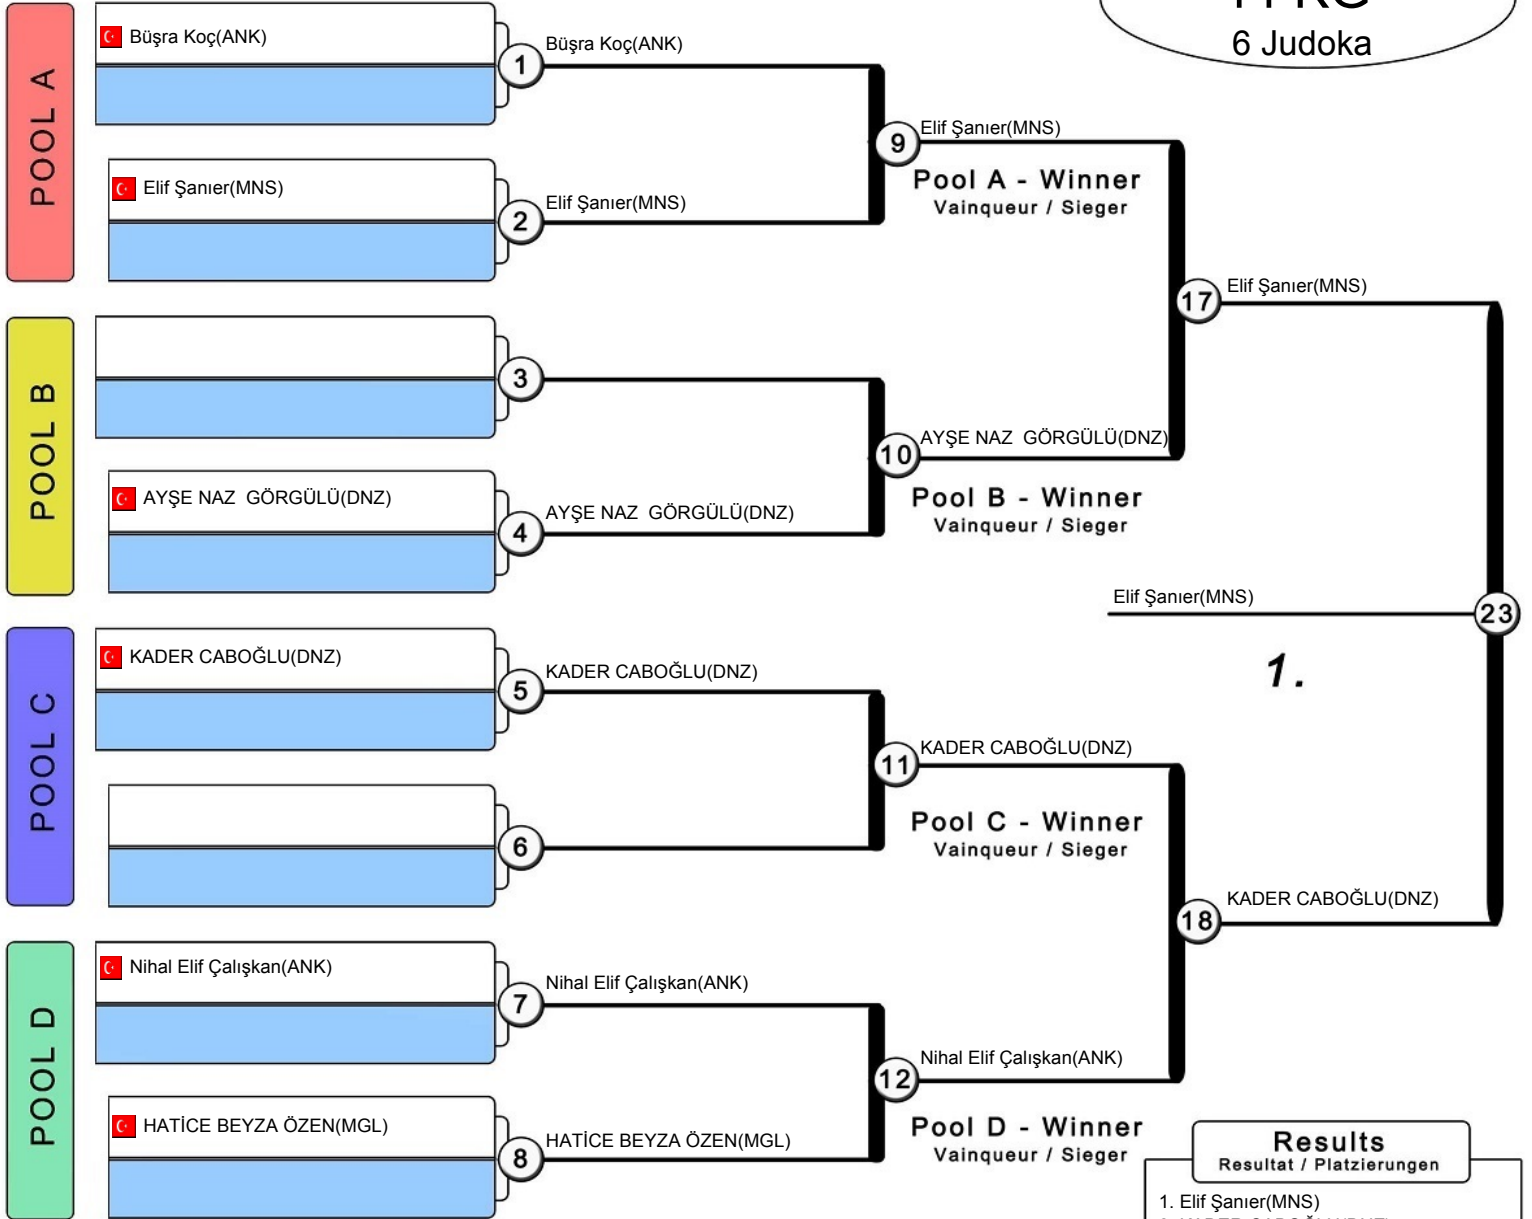 6 Judoka
POOL A
Büşra Koç(ANK)
1
Büşra Koç(ANK)
Elif Şanıer(MNS)
2
Elif Şanıer(MNS)
9
Elif Şanıer(MNS)
Pool A - Winner
Vainqueur / Sieger
17
Elif Şanıer(MNS)
POOL B
3
AYŞE NAZ  GÖRGÜLÜ(DNZ)
4
AYŞE NAZ  GÖRGÜLÜ(DNZ)
10
AYŞE NAZ  GÖRGÜLÜ(DNZ)
Pool B - Winner
Vainqueur / Sieger
Elif Şanıer(MNS)
23
1.
POOL C
KADER CABOĞLU(DNZ)
5
KADER CABOĞLU(DNZ)
6
11
KADER CABOĞLU(DNZ)
Pool C - Winner
Vainqueur / Sieger
18
KADER CABOĞLU(DNZ)
POOL D
Nihal Elif Çalışkan(ANK)
7
Nihal Elif Çalışkan(ANK)
HATİCE BEYZA ÖZEN(MGL)
8
HATİCE BEYZA ÖZEN(MGL)
12
Nihal Elif Çalışkan(ANK)
Pool D - Winner
Vainqueur / Sieger
Results
Resultat / Platzierungen
1. Elif Şanıer(MNS)